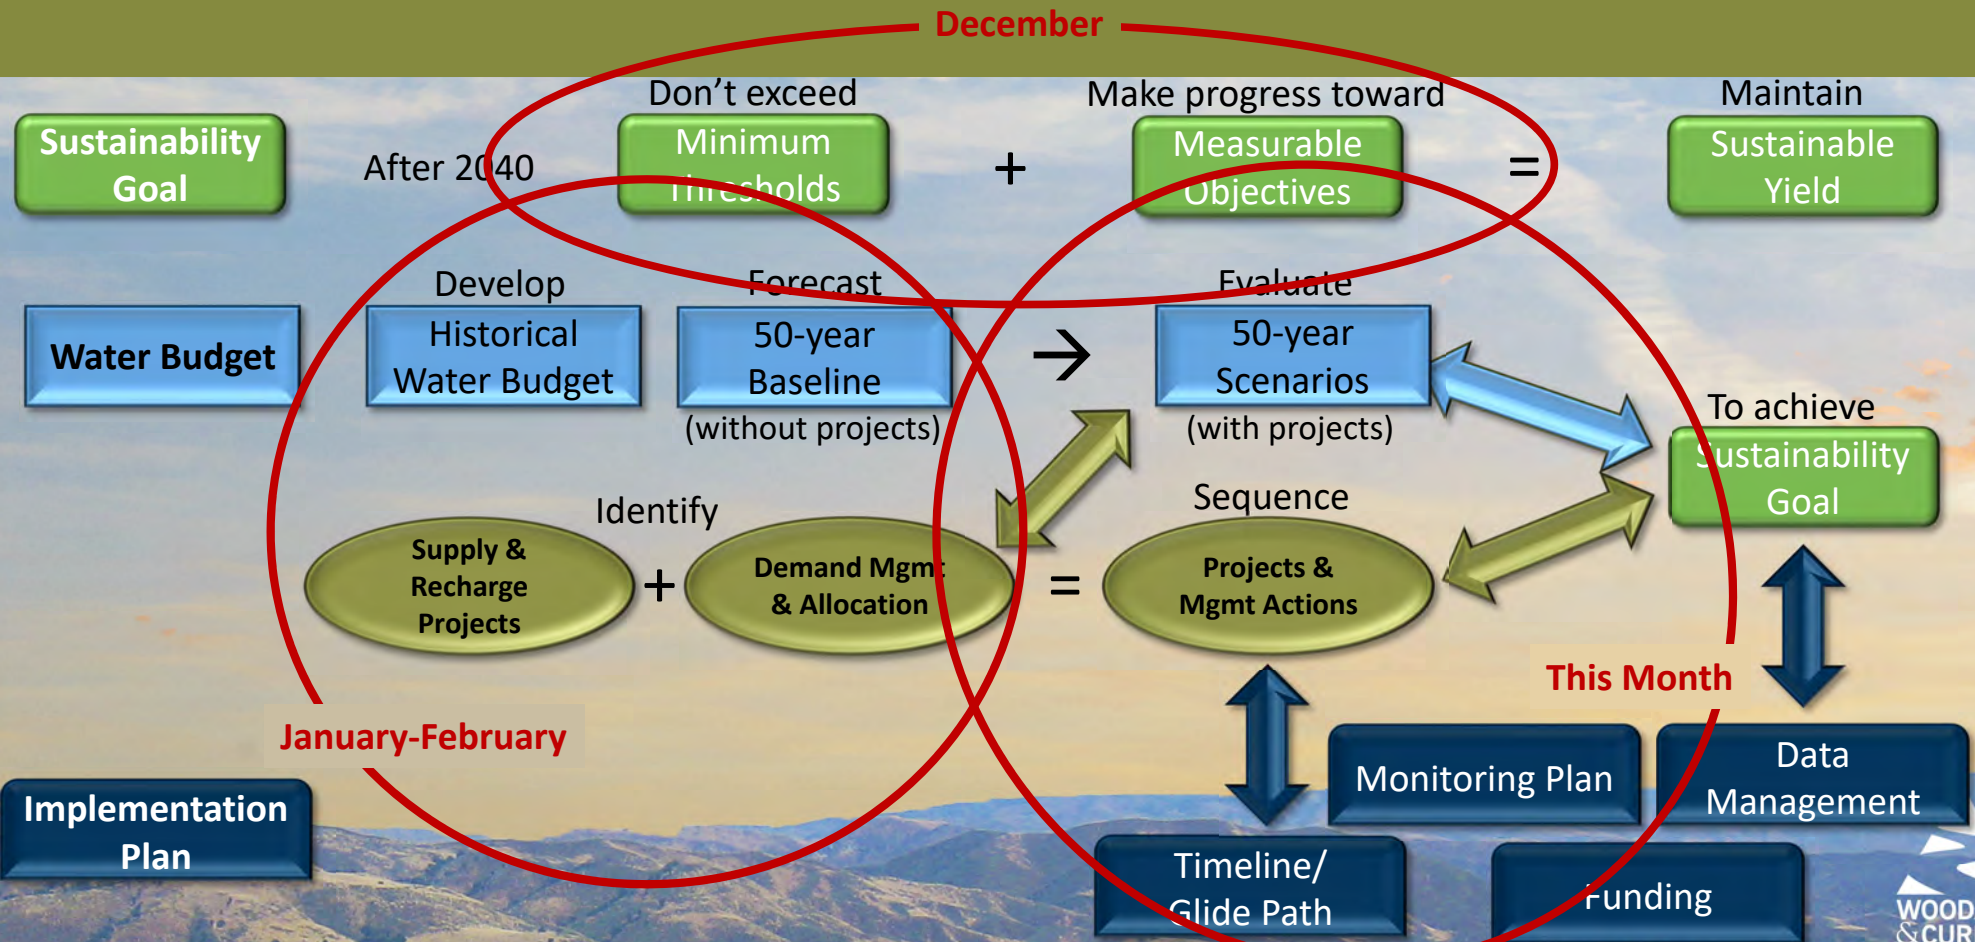 December
Don't exceed
Make progress toward
Maintain
Sustainability
Goal
After 2040
Minimum
Thresholds
+
Measurable
Objectives
=
Sustainable
Yield
Develop
Forecast
Evaluate
Water Budget
Historical
Water Budget
50-year
Baseline
(without projects)
→
50-year
Scenarios
(with projects)
To achieve
Sustainability
Goal
Identify
Sequence
Supply &
Recharge
Projects
+
Demand Mgmt
& Allocation
=
Projects &
Mgmt Actions
This Month
January-February
Implementation
Plan
Monitoring Plan
Data
Management
Timeline/
Glide Path
Funding
WOOD
&CUR